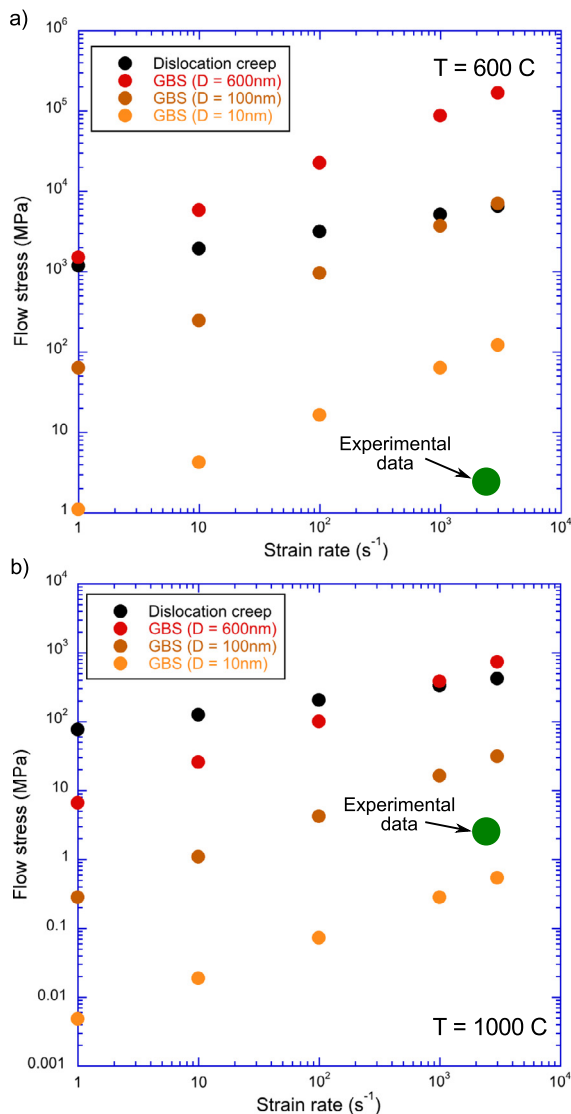 a)
10⁶
10⁵
10⁴
10³
10²
10
1
Flow stress (MPa)
Dislocation creep
GBS (D = 600nm)
GBS (D = 100nm)
GBS (D = 10nm)
T = 600 C
Experimental
data
1
10
10²
10³
10⁴
Strain rate (s⁻¹)
b)
10⁴
10³
10²
10
1
0.1
0.01
0.001
Flow stress (MPa)
Dislocation creep
GBS (D = 600nm)
GBS (D = 100nm)
GBS (D = 10nm)
Experimental
data
T = 1000 C
1
10
10²
10³
10⁴
Strain rate (s⁻¹)